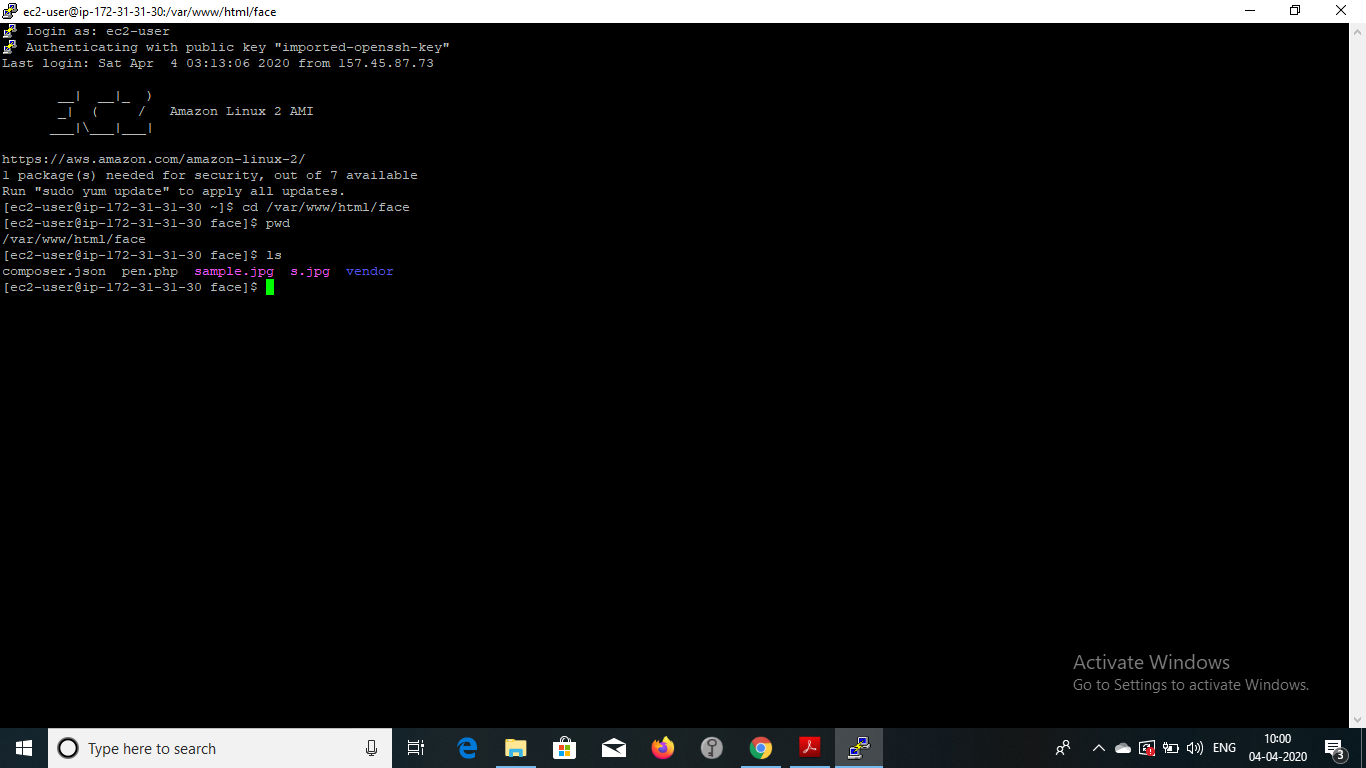 ec2-user@ip-172-31-31-30:/var/www/html/face
login as: ec2-user
Authenticating with public key "imported-openssh-key"
Last login: Sat Apr  4 03:13:06 2020 from 157.45.87.73
       __|  __|_  )
       _|  (     /   Amazon Linux 2 AMI
      ___|\___|___|
https://aws.amazon.com/amazon-linux-2/
1 package(s) needed for security, out of 7 available
Run "sudo yum update" to apply all updates.
[ec2-user@ip-172-31-31-30 ~]$ cd /var/www/html/face
[ec2-user@ip-172-31-31-30 face]$ pwd
/var/www/html/face
[ec2-user@ip-172-31-31-30 face]$ ls
composer.json  pen.php  sample.jpg  s.jpg  vendor
[ec2-user@ip-172-31-31-30 face]$
Activate Windows
Go to Settings to activate Windows.
Type here to search
ENG
10:00
04-04-2020
3